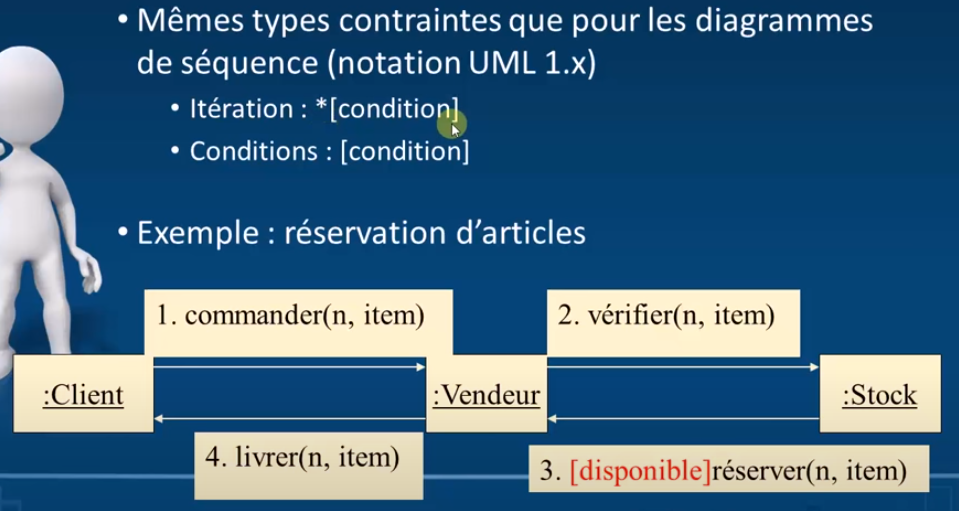 • Mêmes types contraintes que pour les diagrammes
de séquence (notation UML 1.x)
• Itération : *[condition]
• Conditions : [condition]
• Exemple : réservation d’articles
1. commander(n, item)
2. vérifier(n, item)
:Client
:Vendeur
:Stock
4. livrer(n, item)
3. [disponible]réserver(n, item)